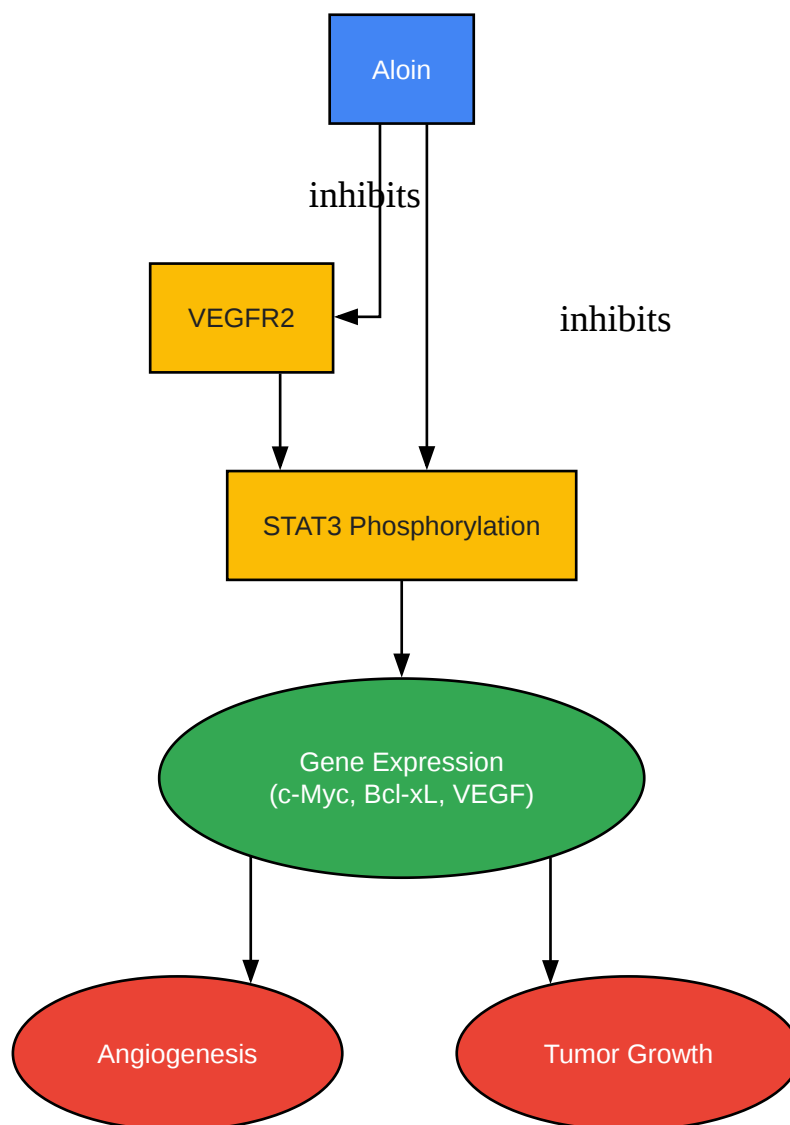 Aloin
inhibits
VEGFR2
inhibits
STAT3 Phosphorylation
Gene Expression
(c-Myc, Bcl-xL, VEGF)
Angiogenesis
Tumor Growth